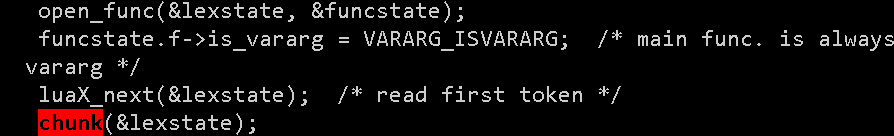 open_func(&lexstate, &funcstate);
funcstate.f->is_vararg = VARARG_ISVARARG;  /* main func. is always
vararg */
luaX_next(&lexstate);  /* read first token */
chunk(&lexstate);